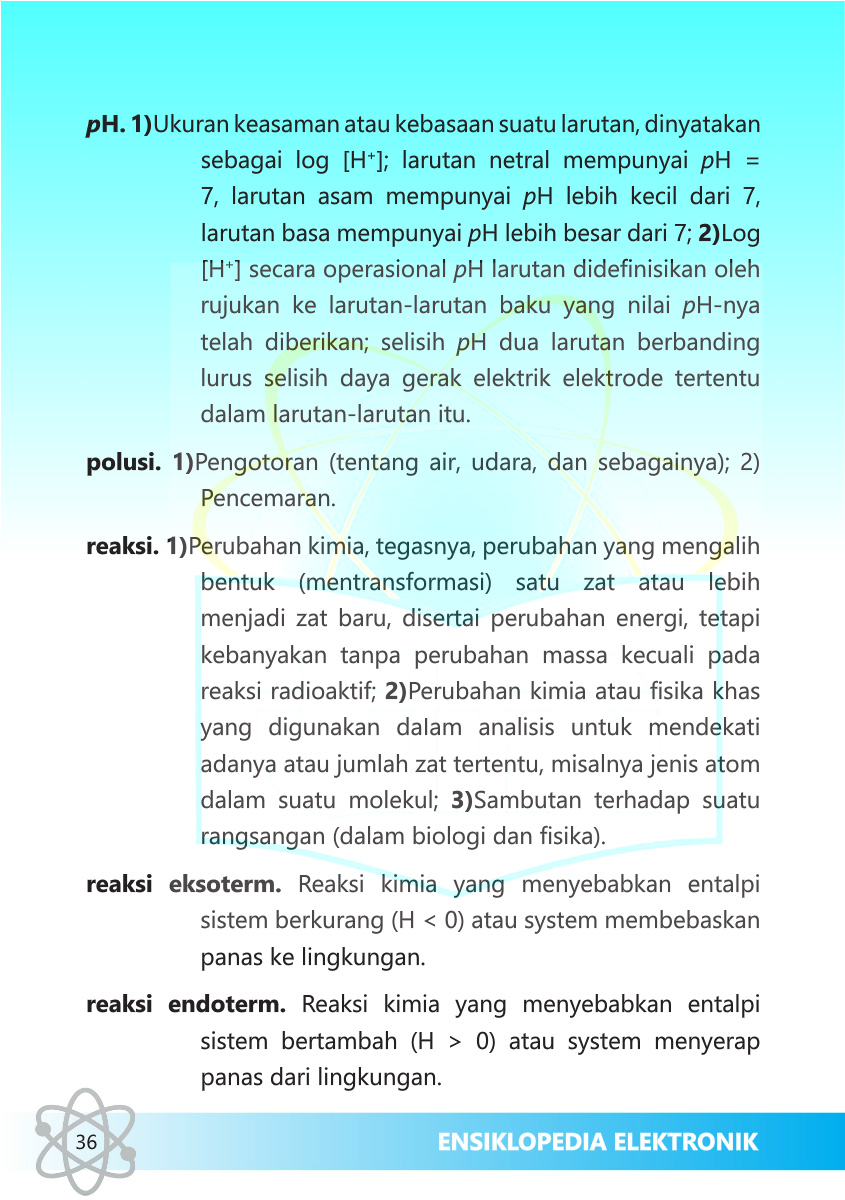 pH. 1)Ukuran keasaman atau kebasaan suatu larutan, dinyatakan
sebagai log [H⁺]; larutan netral mempunyai pH =
7, larutan asam mempunyai pH lebih kecil dari 7,
larutan basa mempunyai pH lebih besar dari 7; 2)Log
[H⁺] secara operasional pH larutan didefinisikan oleh
rujukan ke larutan-larutan baku yang nilai pH-nya
telah diberikan; selisih pH dua larutan berbanding
lurus selisih daya gerak elektrik elektrode tertentu
dalam larutan-larutan itu.
polusi. 1)Pengotoran (tentang air, udara, dan sebagainya); 2)
Pencemaran.
reaksi. 1)Perubahan kimia, tegasnya, perubahan yang mengalih
bentuk (mentransformasi) satu zat atau lebih
menjadi zat baru, disertai perubahan energi, tetapi
kebanyakan tanpa perubahan massa kecuali pada
reaksi radioaktif; 2)Perubahan kimia atau fisika khas
yang digunakan daIam analisis untuk mendekati
adanya atau jumlah zat tertentu, misalnya jenis atom
dalam suatu molekul; 3)Sambutan terhadap suatu
rangsangan (dalam biologi dan fisika).
reaksi eksoterm. Reaksi kimia yang menyebabkan entalpi
sistem berkurang (H < 0) atau system membebaskan
panas ke lingkungan.
reaksi endoterm. Reaksi kimia yang menyebabkan entalpi
sistem bertambah (H > 0) atau system menyerap
panas dari lingkungan.
36 ENSIKLOPEDIA ELEKTRONIK